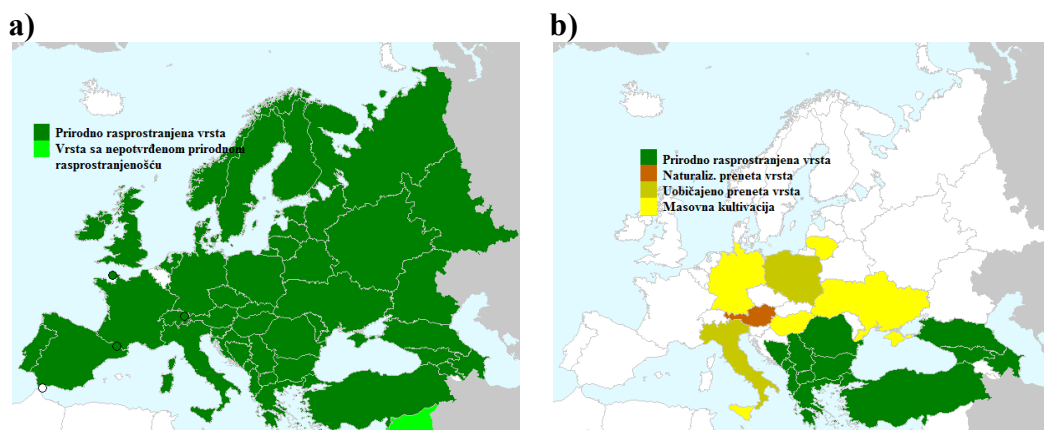 a)
Prirodno rasprostranjena vrsta
Vrsta sa nepotvrđenom prirodnom
rasprostranjenošću
b)
Prirodno rasprostranjena vrsta
Naturaliz. preneta vrsta
Uobičajeno preneta vrsta
Masovna kultivacija